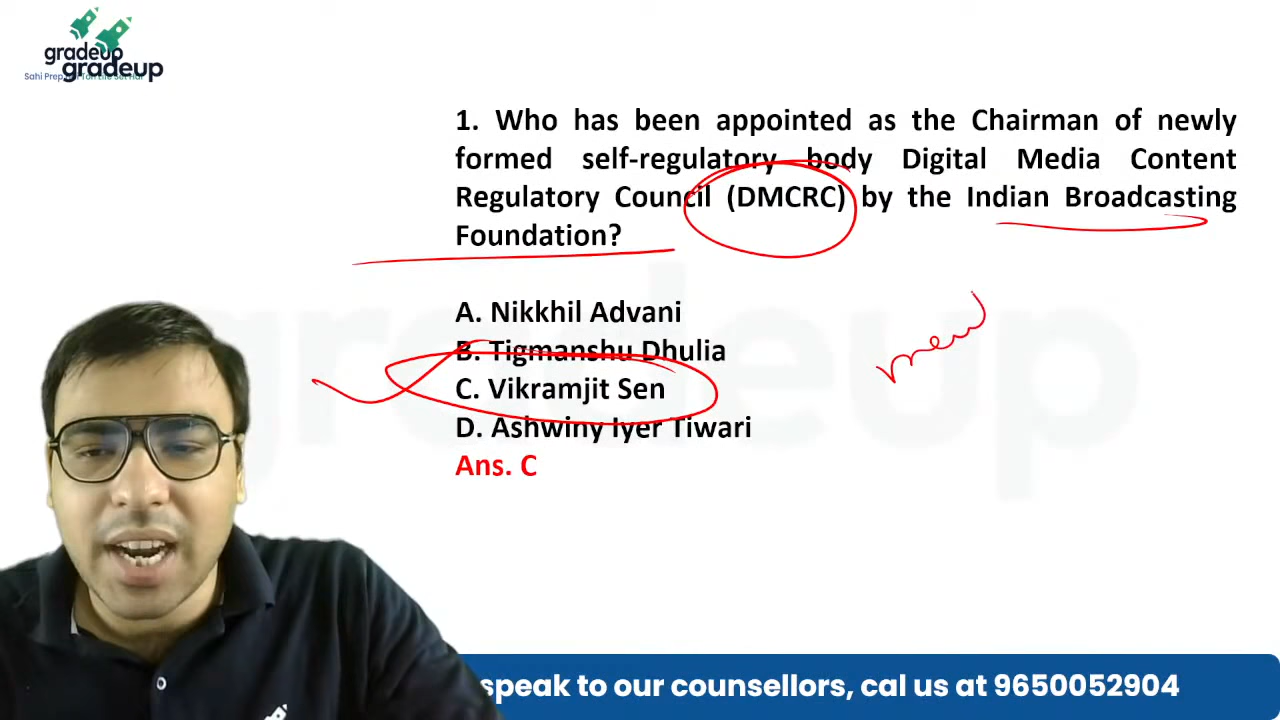 gradeup
gradeup
1. Who has been appointed as the Chairman of newly
formed self-regulatory body Digital Media Content
Regulatory Council (DMCRC) by the Indian Broadcasting
Foundation?
A. Nikkhil Advani
B. Tigmanshu Dhulia
C. Vikramjit Sen
D. Ashwiny Iyer Tiwari
Ans. C
gradeup
speak to our counsellors, cal us at 9650052904